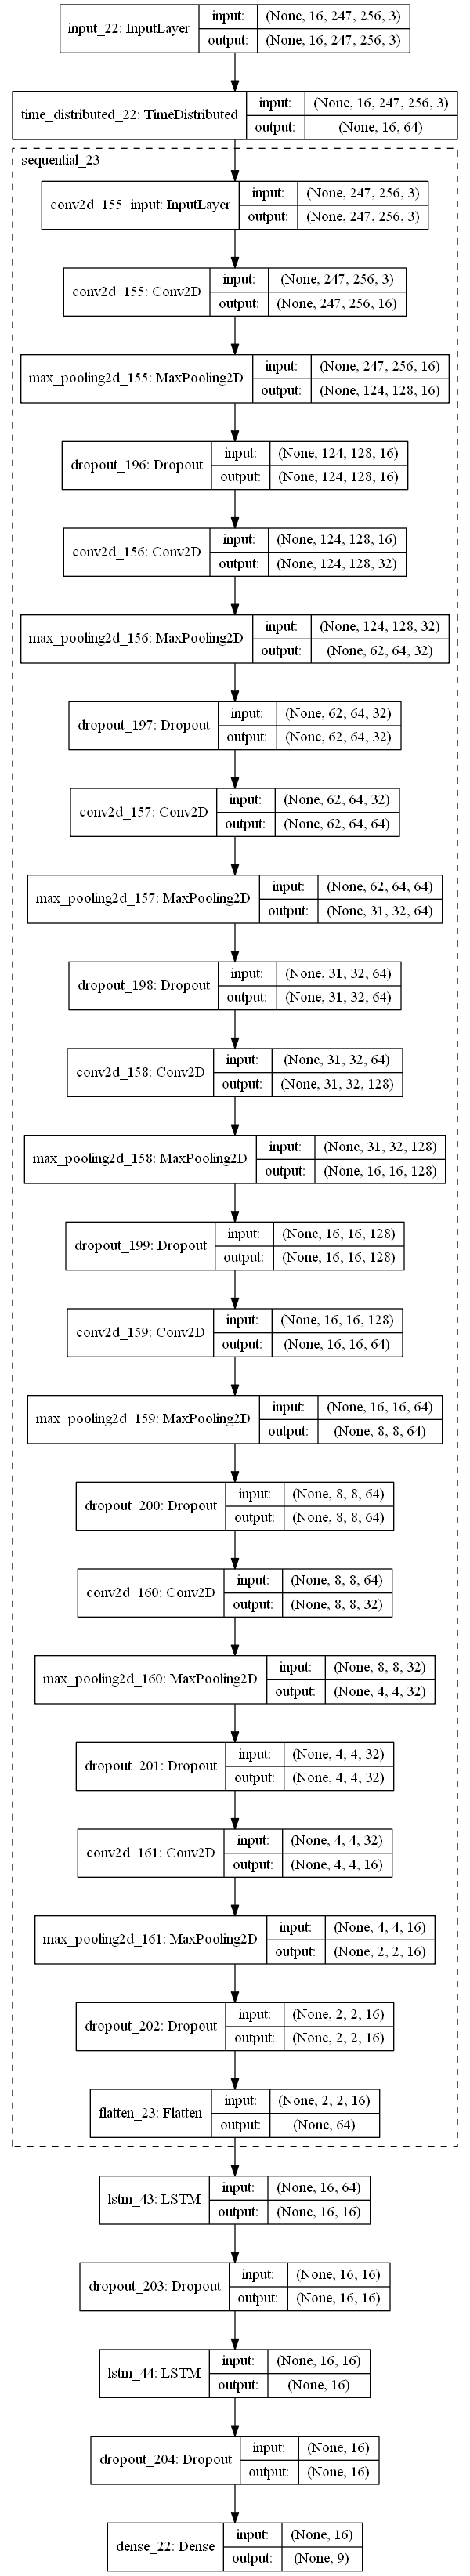 input_22: InputLayer
input: (None, 16, 247, 256, 3)
output: (None, 16, 247, 256, 3)
time_distributed_22: TimeDistributed
input: (None, 16, 247, 256, 3)
output: (None, 16, 64)
sequential_23
conv2d_155_input: InputLayer
input: (None, 247, 256, 3)
output: (None, 247, 256, 3)
conv2d_155: Conv2D
input: (None, 247, 256, 3)
output: (None, 247, 256, 16)
max_pooling2d_155: MaxPooling2D
input: (None, 247, 256, 16)
output: (None, 124, 128, 16)
dropout_196: Dropout
input: (None, 124, 128, 16)
output: (None, 124, 128, 16)
conv2d_156: Conv2D
input: (None, 124, 128, 16)
output: (None, 124, 128, 32)
max_pooling2d_156: MaxPooling2D
input: (None, 124, 128, 32)
output: (None, 62, 64, 32)
dropout_197: Dropout
input: (None, 62, 64, 32)
output: (None, 62, 64, 32)
conv2d_157: Conv2D
input: (None, 62, 64, 32)
output: (None, 62, 64, 64)
max_pooling2d_157: MaxPooling2D
input: (None, 62, 64, 64)
output: (None, 31, 32, 64)
dropout_198: Dropout
input: (None, 31, 32, 64)
output: (None, 31, 32, 64)
conv2d_158: Conv2D
input: (None, 31, 32, 64)
output: (None, 31, 32, 128)
max_pooling2d_158: MaxPooling2D
input: (None, 31, 32, 128)
output: (None, 16, 16, 128)
dropout_199: Dropout
input: (None, 16, 16, 128)
output: (None, 16, 16, 128)
conv2d_159: Conv2D
input: (None, 16, 16, 128)
output: (None, 16, 16, 64)
max_pooling2d_159: MaxPooling2D
input: (None, 16, 16, 64)
output: (None, 8, 8, 64)
dropout_200: Dropout
input: (None, 8, 8, 64)
output: (None, 8, 8, 64)
conv2d_160: Conv2D
input: (None, 8, 8, 64)
output: (None, 8, 8, 32)
max_pooling2d_160: MaxPooling2D
input: (None, 8, 8, 32)
output: (None, 4, 4, 32)
dropout_201: Dropout
input: (None, 4, 4, 32)
output: (None, 4, 4, 32)
conv2d_161: Conv2D
input: (None, 4, 4, 32)
output: (None, 4, 4, 16)
max_pooling2d_161: MaxPooling2D
input: (None, 4, 4, 16)
output: (None, 2, 2, 16)
dropout_202: Dropout
input: (None, 2, 2, 16)
output: (None, 2, 2, 16)
flatten_23: Flatten
input: (None, 2, 2, 16)
output: (None, 64)
lstm_43: LSTM
input: (None, 16, 64)
output: (None, 16, 16)
dropout_203: Dropout
input: (None, 16, 16)
output: (None, 16, 16)
lstm_44: LSTM
input: (None, 16, 16)
output: (None, 16)
dropout_204: Dropout
input: (None, 16)
output: (None, 16)
dense_22: Dense
input: (None, 16)
output: (None, 9)